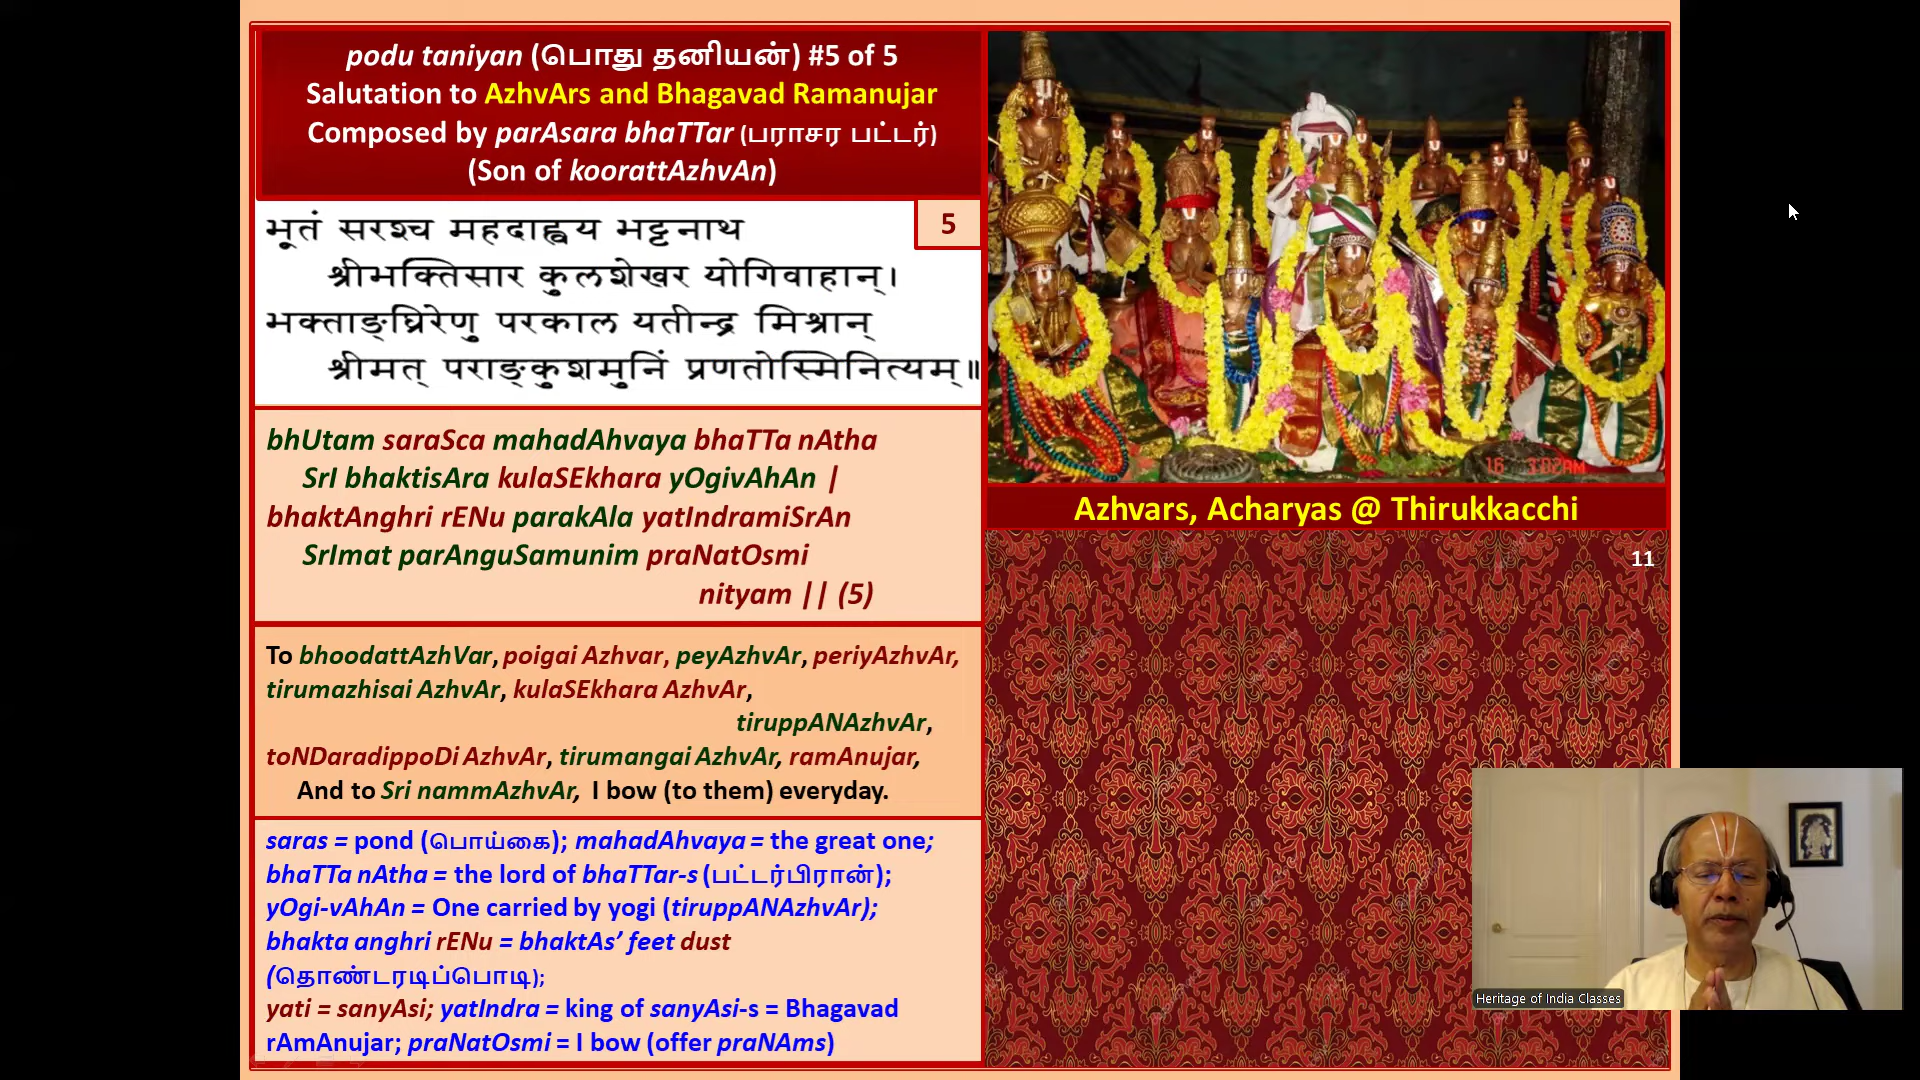 podu taniyan (பொது தனியன்) #5 of 5
Salutation to AzhvArs and Bhagavad Ramanujar
Composed by parAsara bhaTTar (பராசர பட்டர்)
(Son of koorattAzhvAn)
5
भूतं सरश्च महदाह्वय भट्टनाथ
श्रीभक्तिसार कुलशेखर योगिवाहान्।
भक्ताङ्घ्रिरेणु परकाल यतीन्द्र मिश्रान्
श्रीमत् पराङ्कुशमुनिं प्रणतोस्मिनित्यम्॥
bhUtam saraSca mahadAhvaya bhaTTa nAtha
SrI bhaktisAra kulaSEkhara yOgivAhAn |
bhaktAnghri rENu parakAla yatIndramiSrAn
SrImat parAnguSamunim praNatOsmi
nityam || (5)
To bhoodattAzhVar, poigai Azhvar, peyAzhvAr, periyAzhvAr,
tirumazhisai AzhvAr, kulaSEkhara AzhvAr,
tiruppANAzhvAr,
toNDaradippoDi AzhvAr, tirumangai AzhvAr, ramAnujar,
And to Sri nammAzhvAr, I bow (to them) everyday.
saras = pond (பொய்கை); mahadAhvaya = the great one;
bhaTTa nAtha = the lord of bhaTTar-s (பட்டர்பிரான்);
yOgi-vAhAn = One carried by yogi (tiruppANAzhvAr);
bhakta anghri rENu = bhaktAs’ feet dust
(தொண்டரடிப்பொடி);
yati = sanyAsi; yatIndra = king of sanyAsi-s = Bhagavad
rAmAnujar; praNatOsmi = I bow (offer praNAms)
16 3:02AM
Azhvars, Acharyas @ Thirukkacchi
11
Heritage of India Classes